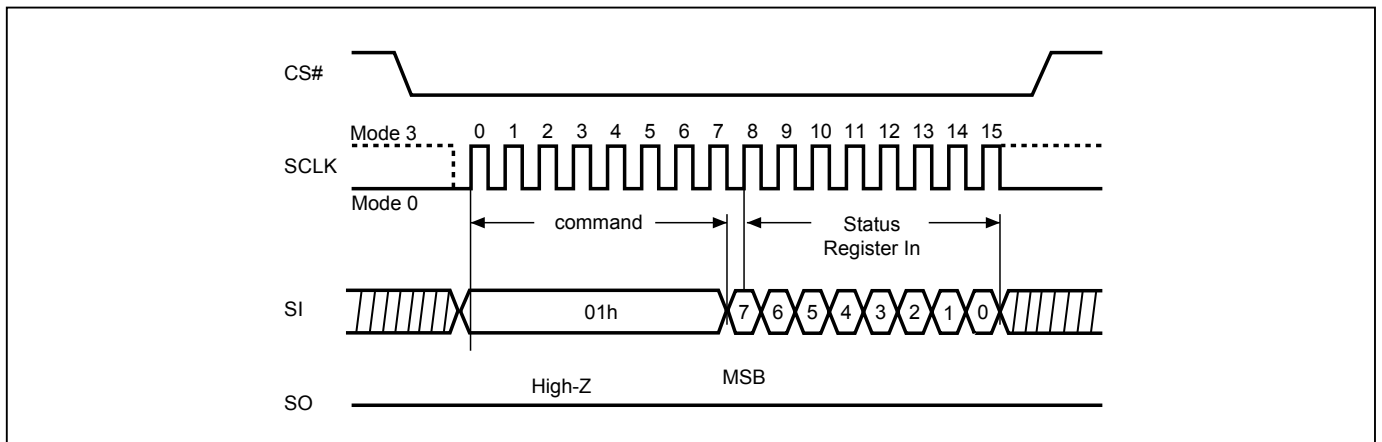 CS#
Mode 3 0 1 2 3 4 5 6 7 8 9 10 11 12 13 14 15
SCLK
Mode 0
command Status
Register In
SI 01h 7 6 5 4 3 2 1 0
High-Z MSB
SO